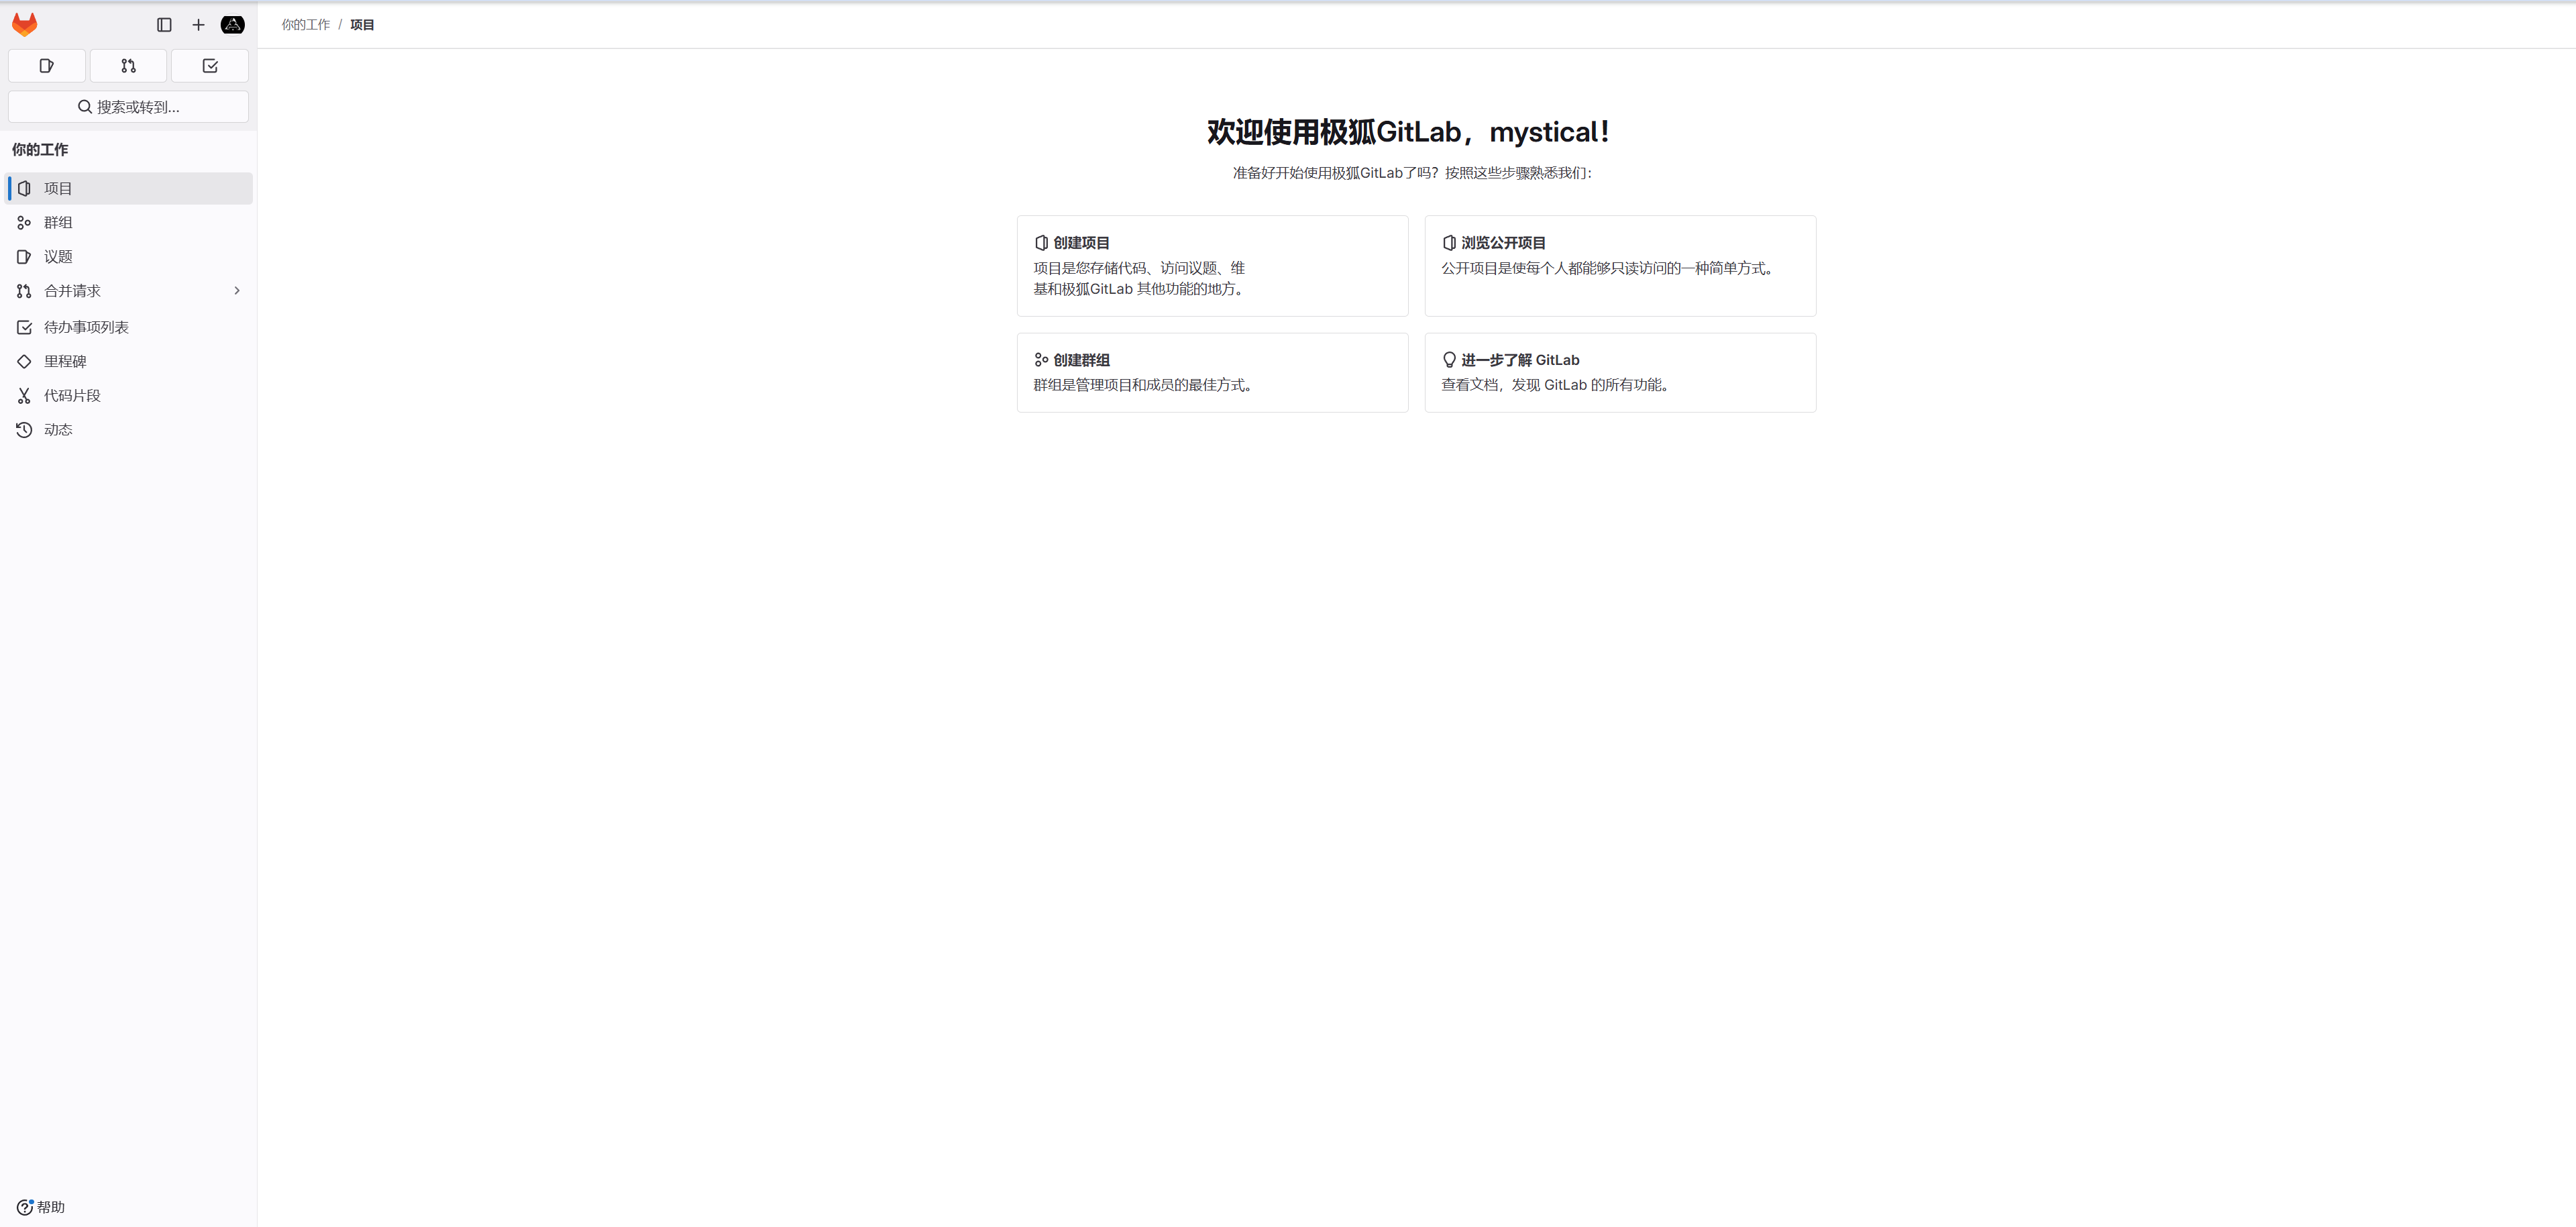 你的工作 / 项目
搜索或转到...
你的工作
项目
群组
议题
合并请求
待办事项列表
里程碑
代码片段
动态
帮助
欢迎使用极狐GitLab，mystical！
准备好开始使用极狐GitLab了吗？按照这些步骤熟悉我们：
创建项目
项目是您存储代码、访问议题、维
基和极狐GitLab 其他功能的地方。
浏览公开项目
公开项目是使每个人都能够只读访问的一种简单方式。
创建群组
群组是管理项目和成员的最佳方式。
进一步了解 GitLab
查看文档，发现 GitLab 的所有功能。